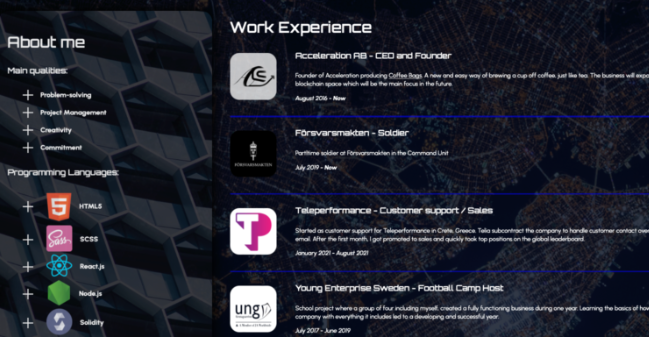 About me
Main qualities:
Problem-solving
Project Management
Creativity
Commitment
Programming Languages:
HTML5
SCSS
React.js
Node.js
Solidity
Work Experience
Acceleration AB - CEO and Founder
Founder of Acceleration producing Coffee Bags. A new and easy way of brewing a cup off coffee, just like tea. The business will
blockchain space which will be the main focus in the future.
August 2016 - Now
FÖRSVARSMAKTEN
Försvarsmakten - Soldier
Parttime soldier at Försvarsmakten in the Command Unit
July 2019 - Now
TP
Teleperformance - Customer support / Sales
Started as customer support for Teleperformance in Crete, Greece. Telia subcontract the company to handle customer contact
email. After the first month, I got promoted to sales and quickly took top positions on the global leaderboard.
January 2021 - August 2021
ung
Young Enterprise Sweden - Football Camp Host
School project where a group of four including myself, created a fully functioning business during one year. Learning the basics of
company with everything it includes led to a developing and successful year.
July 2017 - June 2019